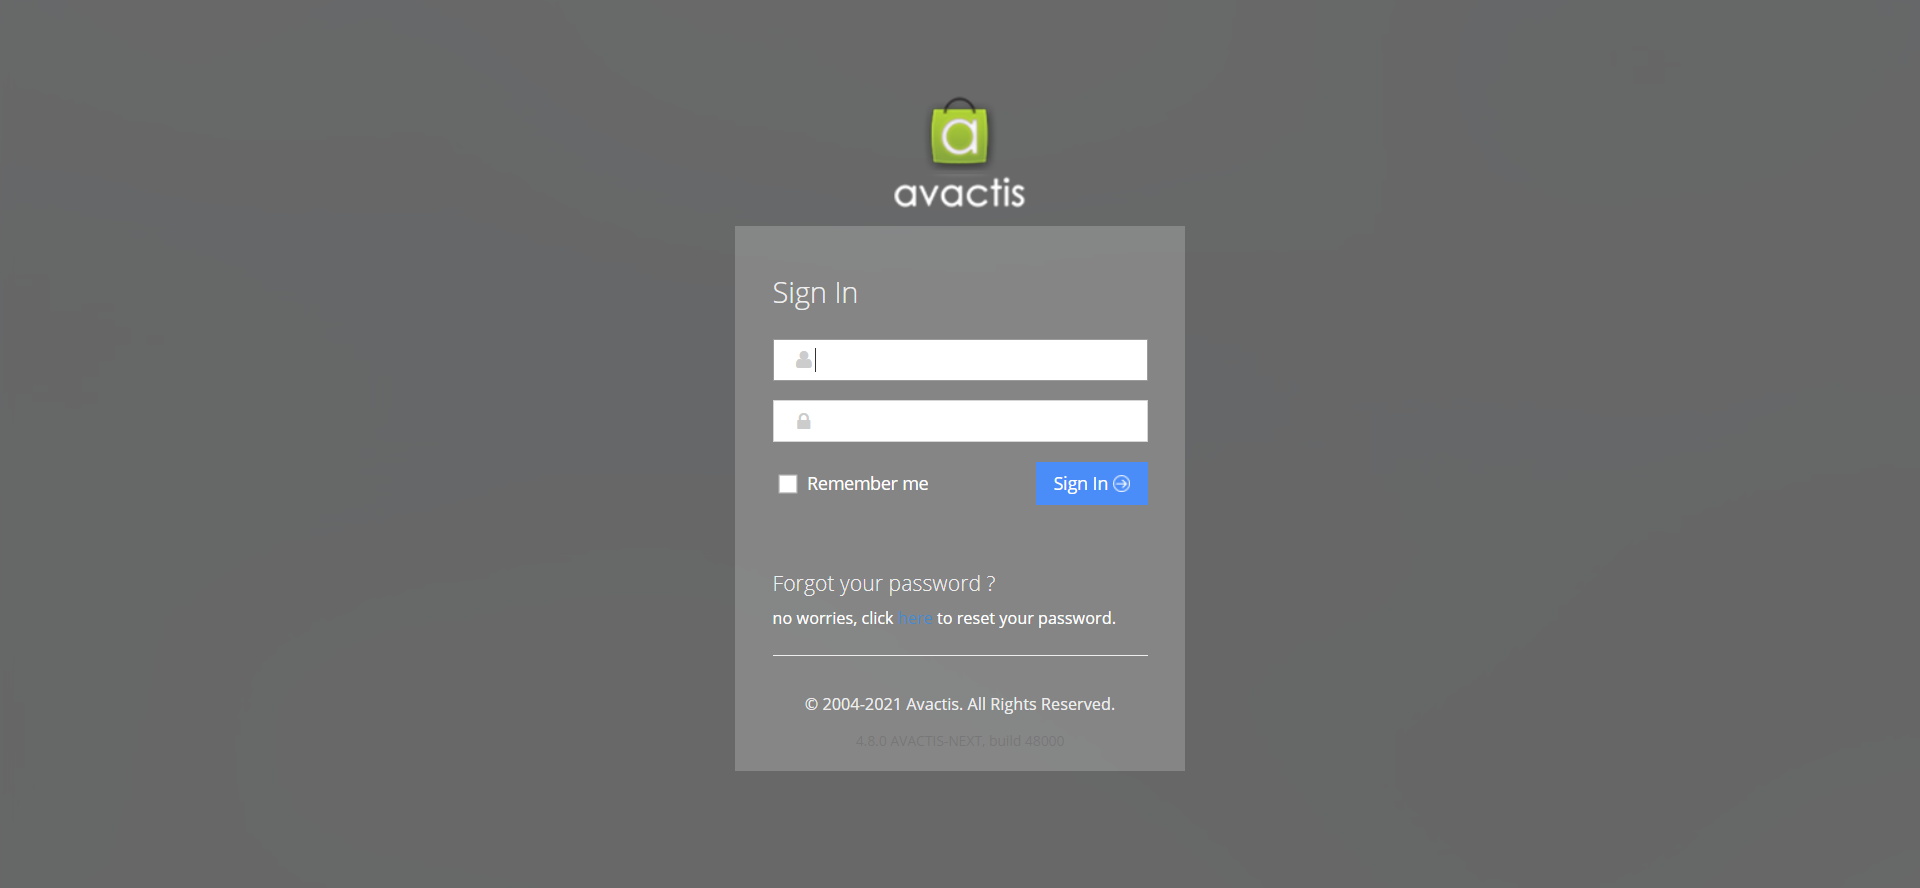 a
avactis
Sign In
Remember me
Sign In
Forgot your password ?
no worries, click here to reset your password.
© 2004-2021 Avactis. All Rights Reserved.
4.8.0 AVACTIS-NEXT, build 48000